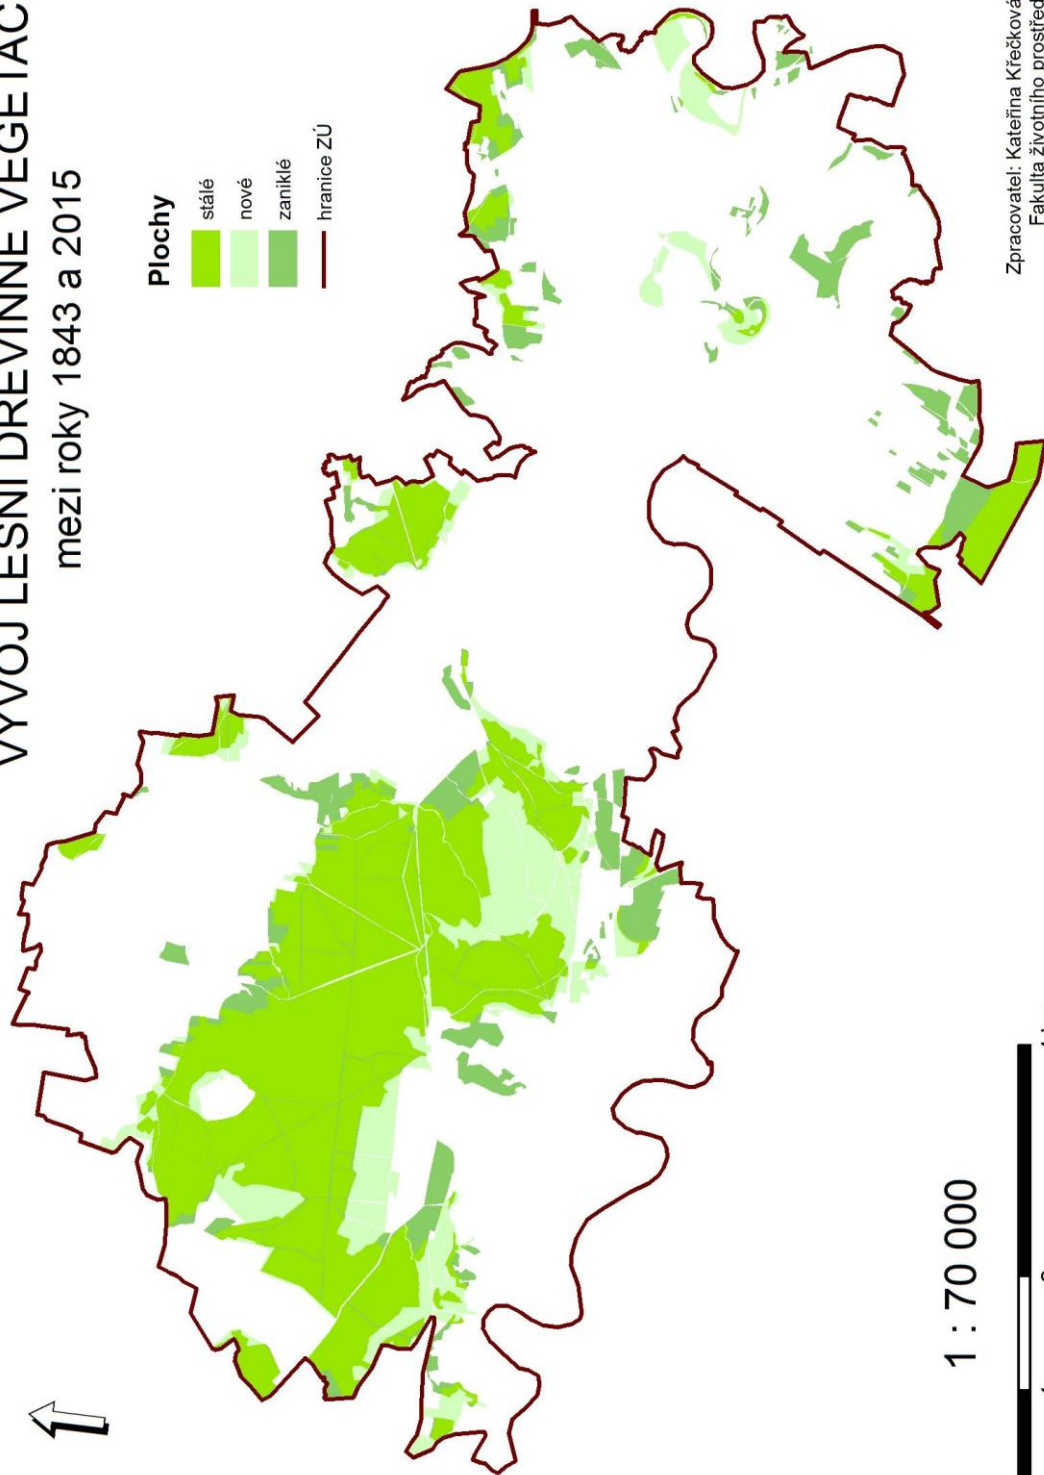 VÝVOJ LESNÍ DŘEVINNÉ VEGETAC
mezi roky 1843 a 2015
Plochy
stálé
nové
zaniklé
hranice ZÚ
1 : 70 000
Zpracovatel: Kateřina Křečková
Fakulta životního prostřed